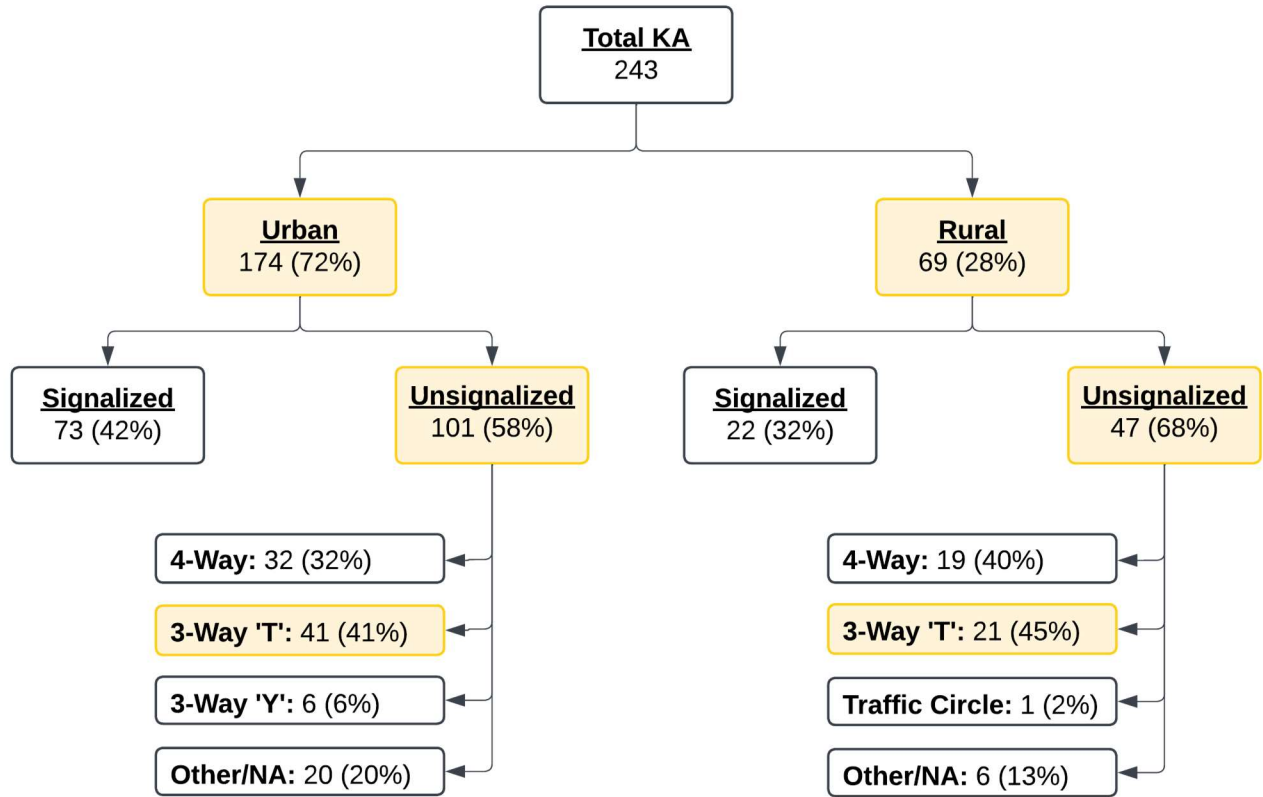 Total KA
243
Urban
174 (72%)
Rural
69 (28%)
Signalized
73 (42%)
Unsignalized
101 (58%)
Signalized
22 (32%)
Unsignalized
47 (68%)
4-Way: 32 (32%)
3-Way 'T': 41 (41%)
3-Way 'Y': 6 (6%)
Other/NA: 20 (20%)
4-Way: 19 (40%)
3-Way 'T': 21 (45%)
Traffic Circle: 1 (2%)
Other/NA: 6 (13%)